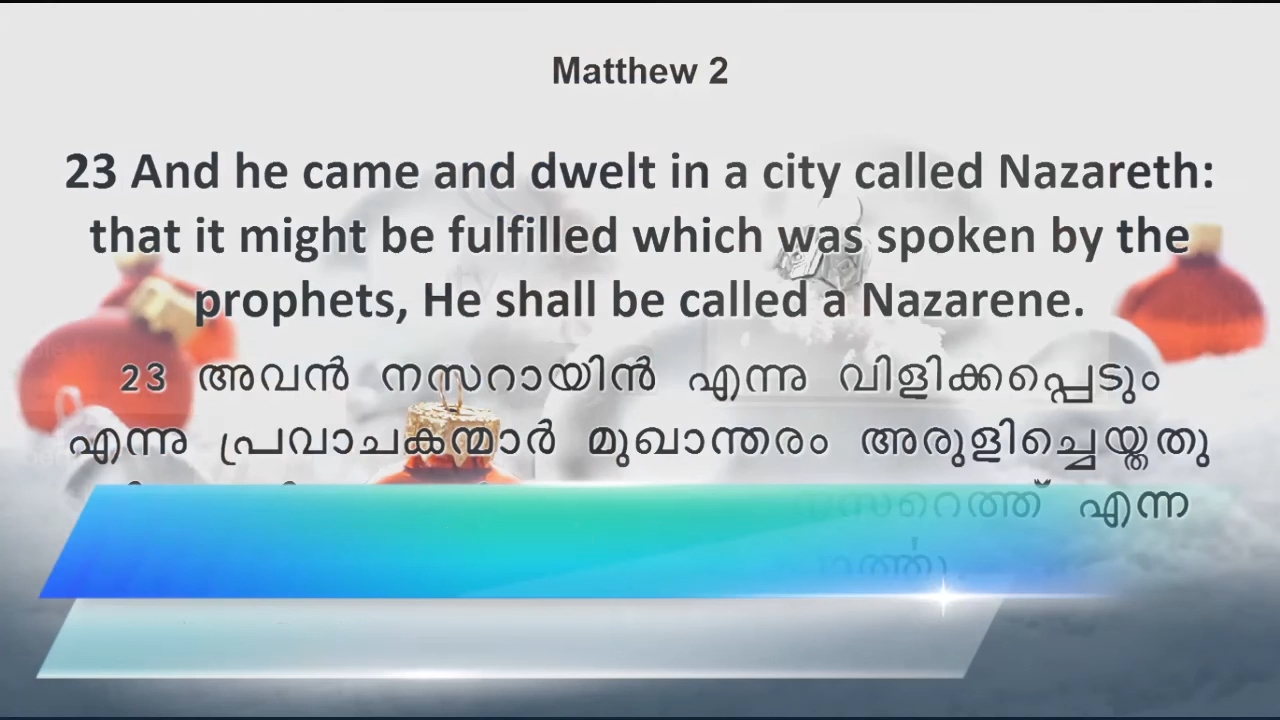 Matthew 2
23 And he came and dwelt in a city called Nazareth:
that it might be fulfilled which was spoken by the
prophets, He shall be called a Nazarene.
23 അവൻ നസറായിൻ എന്നു വിളിക്കപ്പെടും
എന്നു പ്രവാചകന്മാർ മുഖാന്തരം അരുളിച്ചെയ്തതു
നസറെത്ത് എന്ന